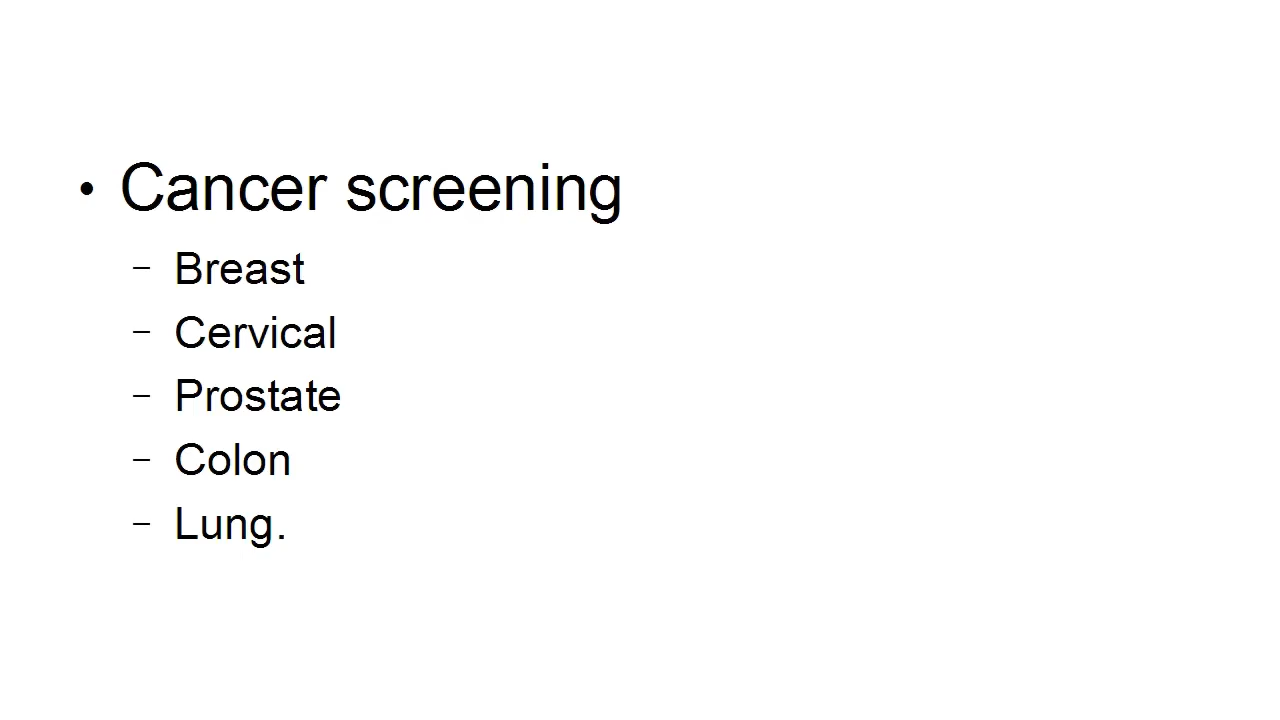 • Cancer screening
– Breast
– Cervical
– Prostate
– Colon
– Lung.